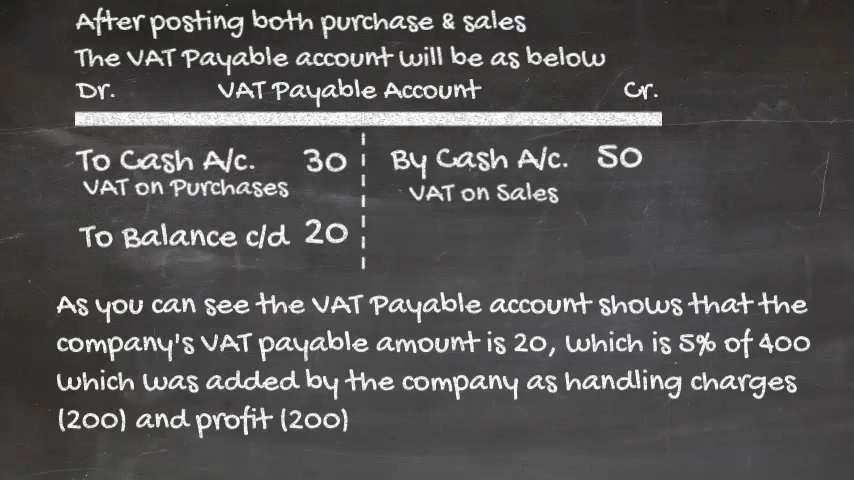 After posting both purchase & sales
The VAT Payable account will be as below
Dr. VAT Payable Account Cr.
To Cash A/c. 30 By Cash A/c. 50
VAT on Purchases VAT on Sales
To Balance c/d 20
As you can see the VAT Payable account shows that the
company's VAT payable amount is 20, which is 5% of 400
which was added by the company as handling charges
(200) and profit (200)